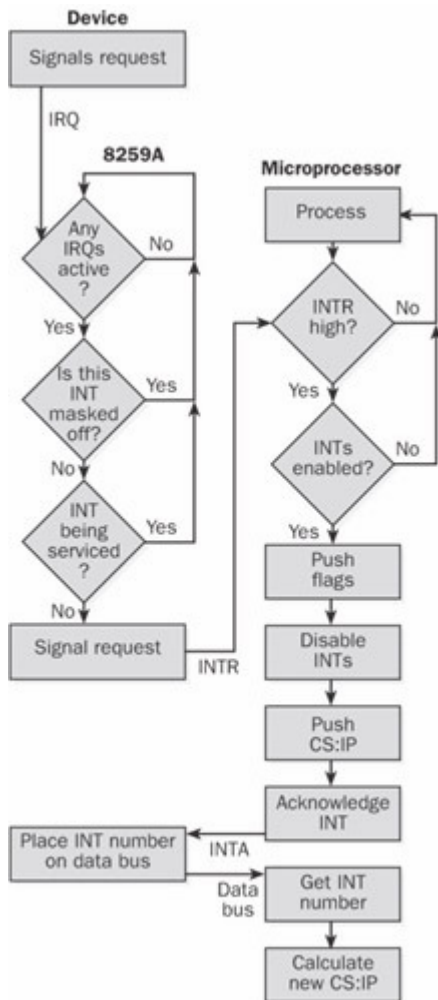 Device
Signals request
IRQ
8259A
Any
IRQs
active
?
No
Yes
Is this
INT
masked
off?
Yes
No
INT
being
serviced
?
Yes
No
Signal request
INTR
Microprocessor
Process
INTR
high?
No
Yes
INTs
enabled?
No
Yes
Push
flags
Disable
INTs
Push
CS:IP
Acknowledge
INT
INTA
Place INT number
on data bus
Data
bus
Get INT
number
Calculate
new CS:IP